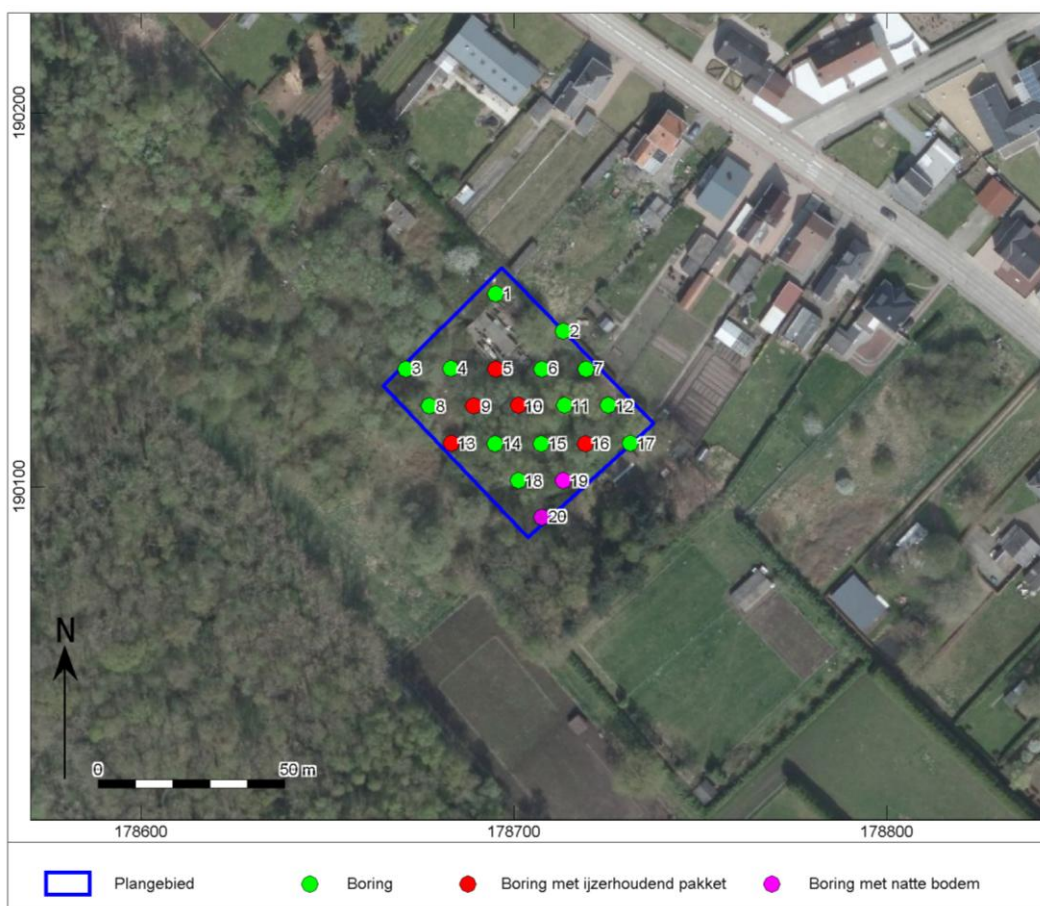 190200
1
2
3 4 5 6 7
8 9 10 11 12
13 14 15 16 17
190100
18 19
20
N
0 50 m
178600 178700 178800
Plangebied Boring Boring met ijzerhoudend pakket Boring met natte bodem